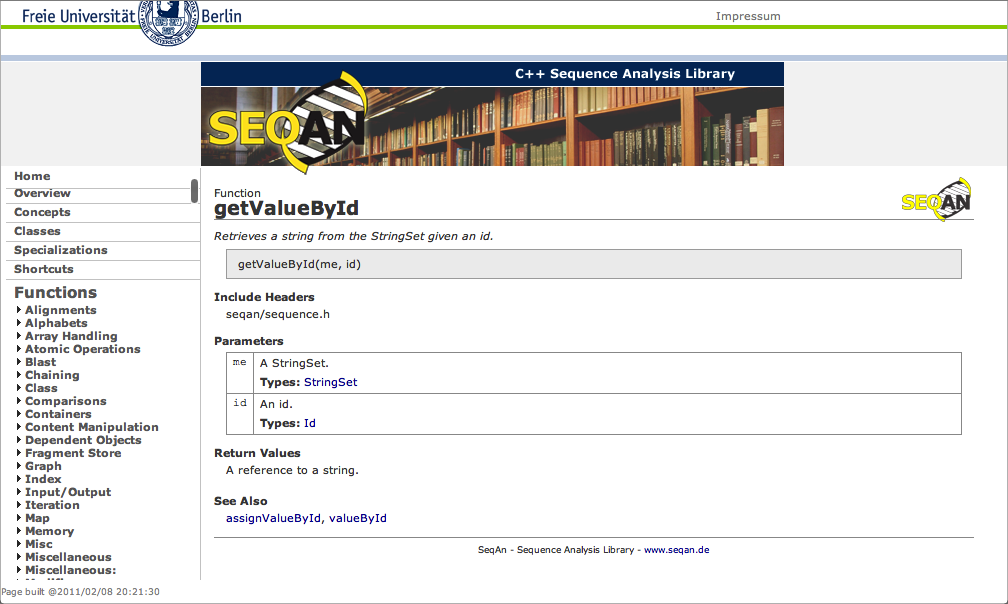 Freie Universität Berlin
Impressum
C++ Sequence Analysis Library
SEQAN
Home
Overview
Concepts
Classes
Specializations
Shortcuts
Functions
Alignments
Alphabets
Array Handling
Atomic Operations
Blast
Chaining
Class
Comparisons
Containers
Content Manipulation
Dependent Objects
Fragment Store
Graph
Index
Input/Output
Iteration
Map
Memory
Misc
Miscellaneous
Miscellaneous:
Page built @2011/02/08 20:21:30
Function
getValueById
SEQAN
Retrieves a string from the StringSet given an id.
getValueById(me, id)
Include Headers
seqan/sequence.h
Parameters
me A StringSet.
Types: StringSet
id An id.
Types: Id
Return Values
A reference to a string.
See Also
assignValueById, valueById
SeqAn - Sequence Analysis Library - www.seqan.de